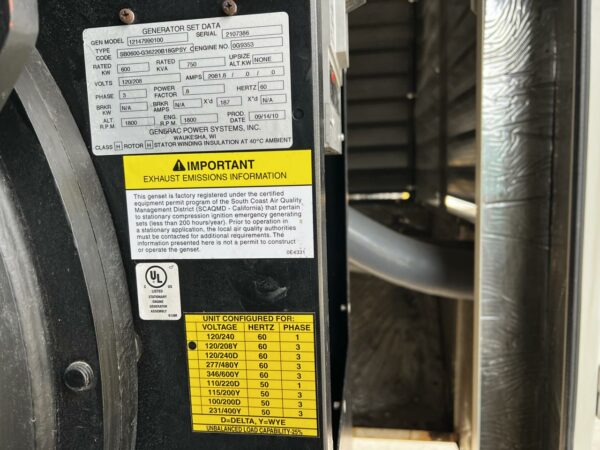 GENERATOR SET DATA
GEN MODEL 12147990100 SERIAL 2107366
TYPE CODE ENGINE NO. 0G9353
RATED KW 600 RATED KVA 750 UPSIZE ALT KW NONE
VOLTS 120/208 AMPS 2081.6 / 0 / 0
PHASE 3 POWER FACTOR .8 HERTZ 60
BRKR KW N/A BRKR AMPS N/A X'd 187 X"d N/A
ALT. R.P.M. 1800 ENG. R.P.M. 1800 PROD. DATE 09/14/10
GENERAC POWER SYSTEMS, INC.
WAUKESHA, WI
CLASS H ROTOR H STATOR WINDING INSULATION AT 40°C AMBIENT
IMPORTANT
EXHAUST EMISSIONS INFORMATION
This genset is factory registered under the certified
equipment permit program of the South Coast Air Quality
Management District (SCAQMD - California) that pertain
to stationary compression ignition emergency generating
sets (less than 200 hours/year). Prior to operation in
a stationary application, the local air quality authorities
must be contacted for additional requirements. The
information presented here is not a permit to construct
or operate the genset.
UL
LISTED
STATIONARY
ENGINE
GENERATOR
ASSEMBLY
UNIT CONFIGURED FOR:
VOLTAGE HERTZ PHASE
120/240 60 1
120/208Y 60 3
120/240D 60 3
277/480Y 60 3
346/600Y 60 3
110/220D 50 1
115/200Y 50 3
100/200D 50 3
231/400Y 50 3
D=DELTA, Y=WYE
UNBALANCED LOAD CAPABILITY-25%